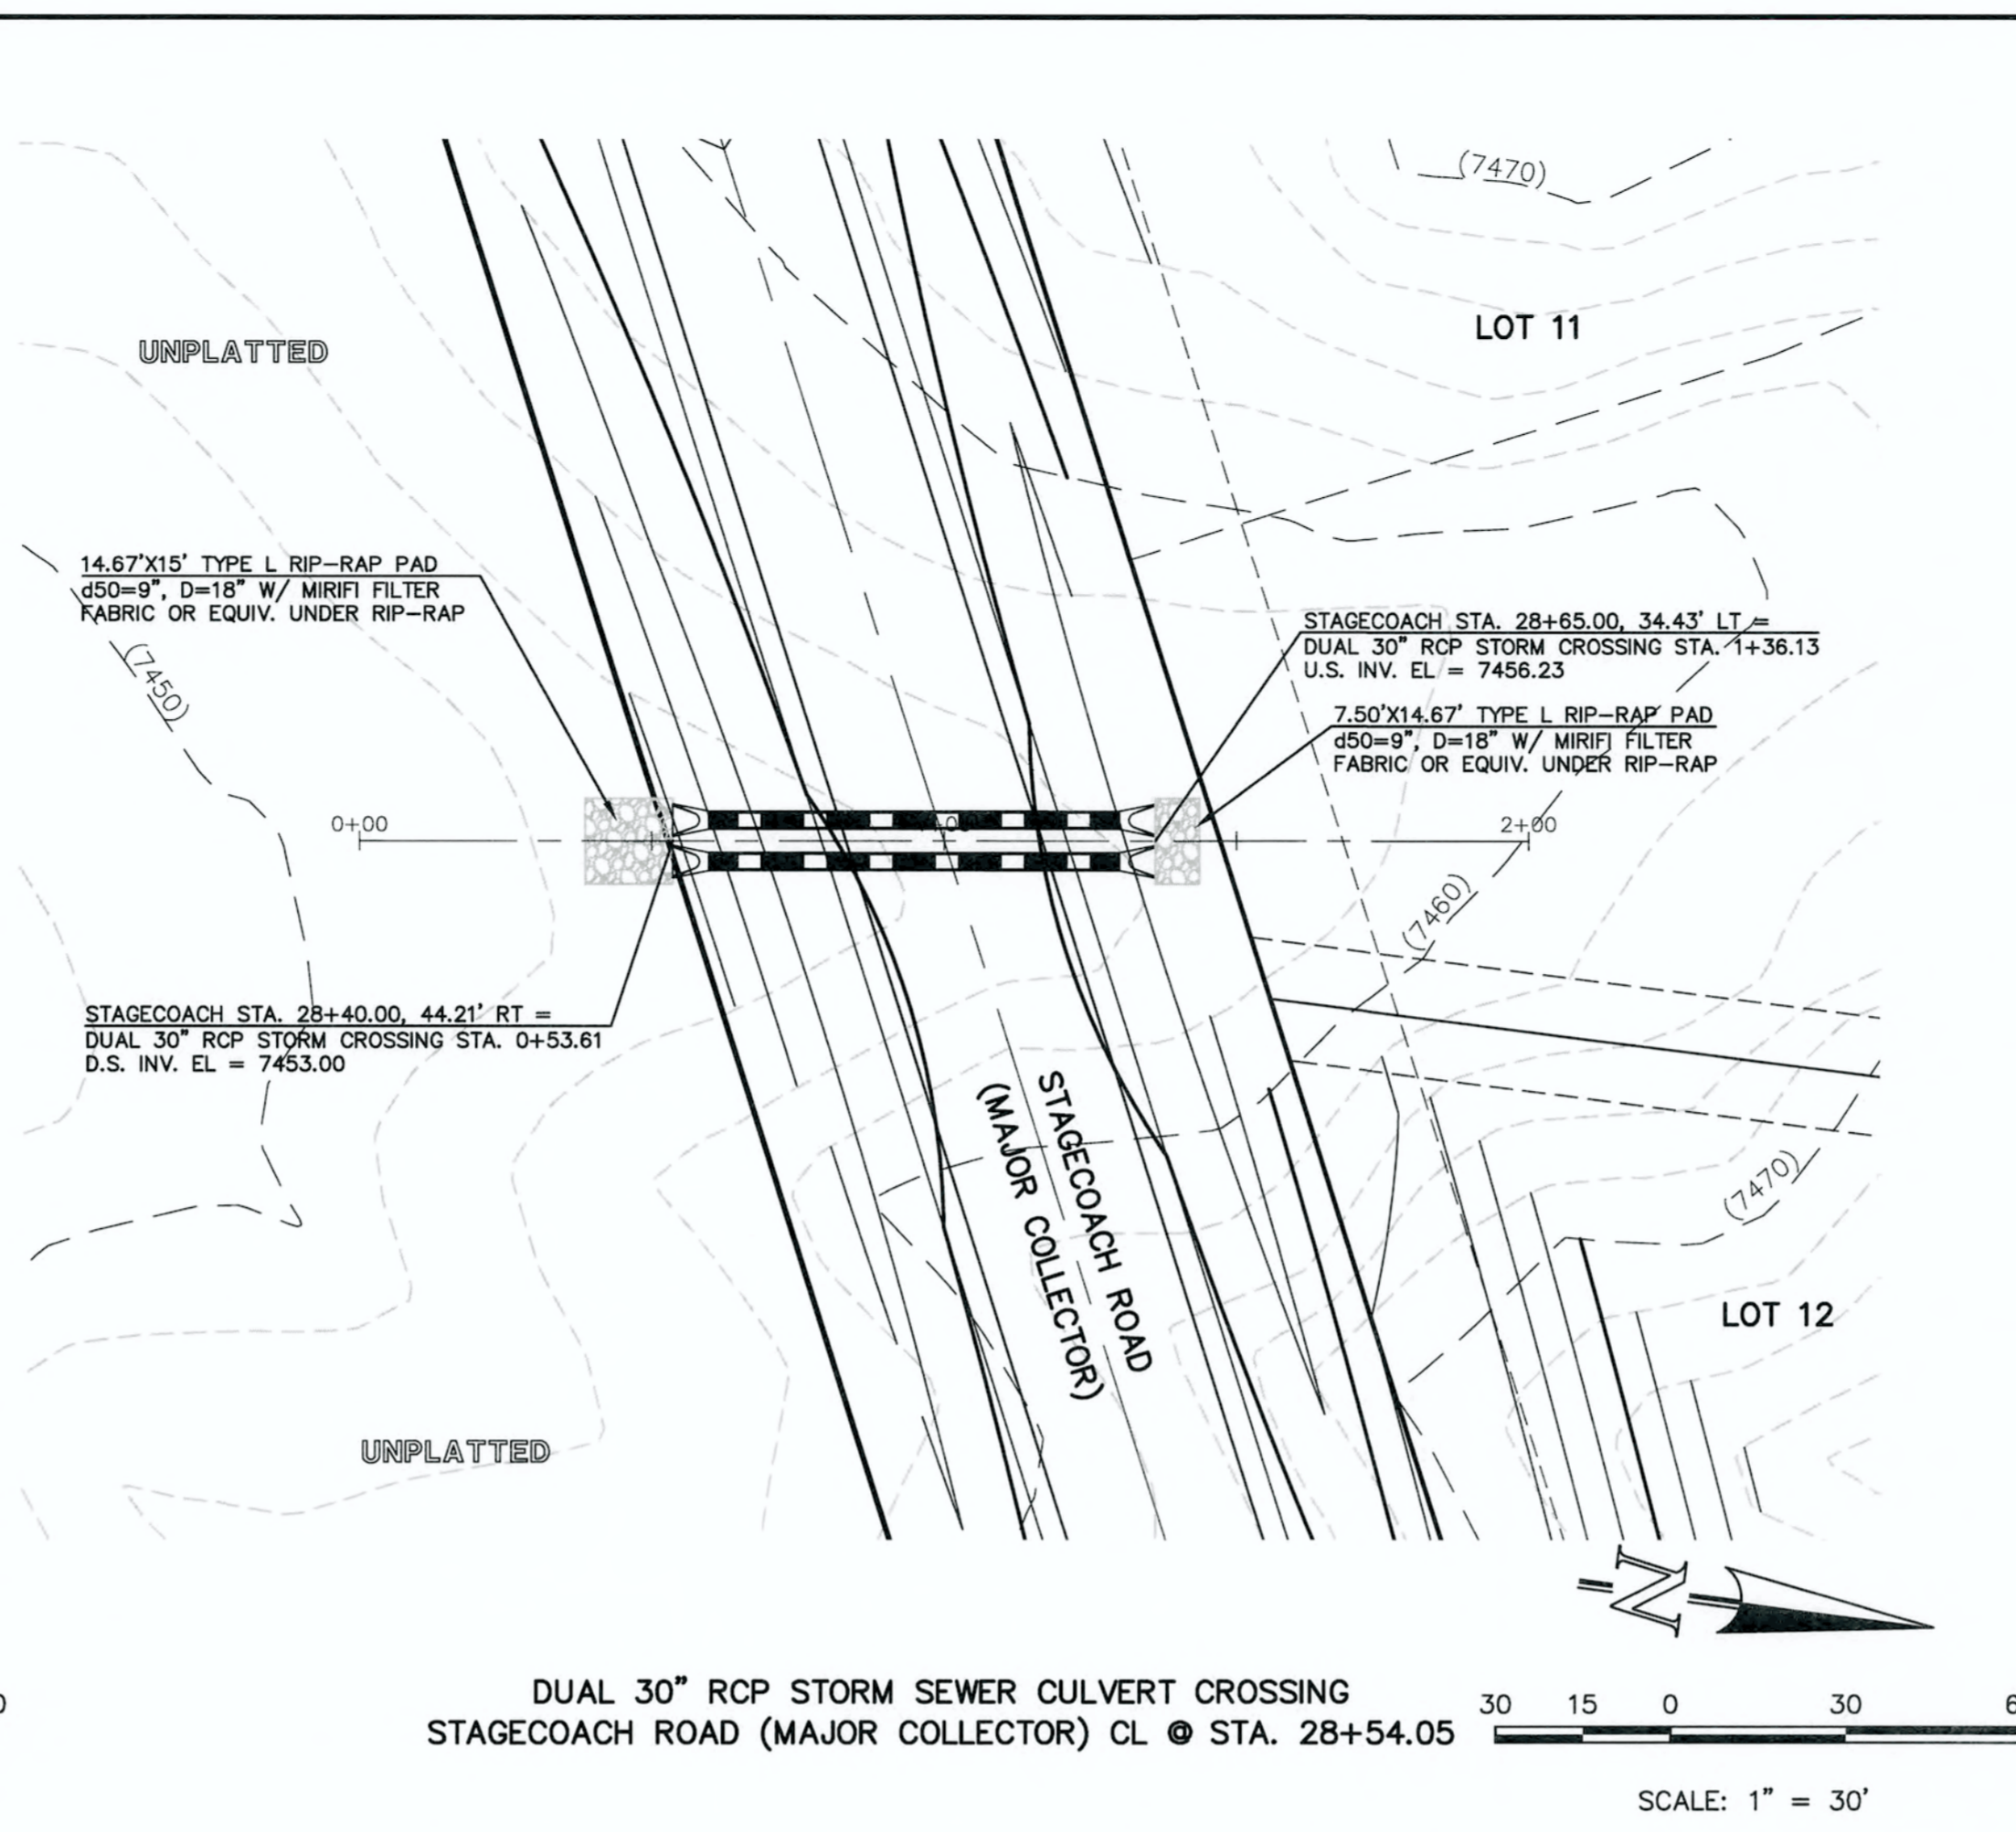 (7470)
LOT 11
UNPLATTED
14.67'X15' TYPE L RIP-RAP PAD
d50=9", D=18" W/ MIRIFI FILTER
FABRIC OR EQUIV. UNDER RIP-RAP
(7450)
STAGECOACH STA. 28+65.00, 34.43' LT =
DUAL 30" RCP STORM CROSSING STA. 1+36.13
U.S. INV. EL = 7456.23
7.50'X14.67' TYPE L RIP-RAP PAD
d50=9", D=18" W/ MIRIFI FILTER
FABRIC OR EQUIV. UNDER RIP-RAP
0+00
2+00
(7460)
STAGECOACH STA. 28+40.00, 44.21' RT =
DUAL 30" RCP STORM CROSSING STA. 0+53.61
D.S. INV. EL = 7453.00
STAGECOACH ROAD
(MAJOR COLLECTOR)
(7470)
LOT 12
UNPLATTED
N
DUAL 30" RCP STORM SEWER CULVERT CROSSING
STAGECOACH ROAD (MAJOR COLLECTOR) CL @ STA. 28+54.05
30 15 0 30
SCALE: 1" = 30'